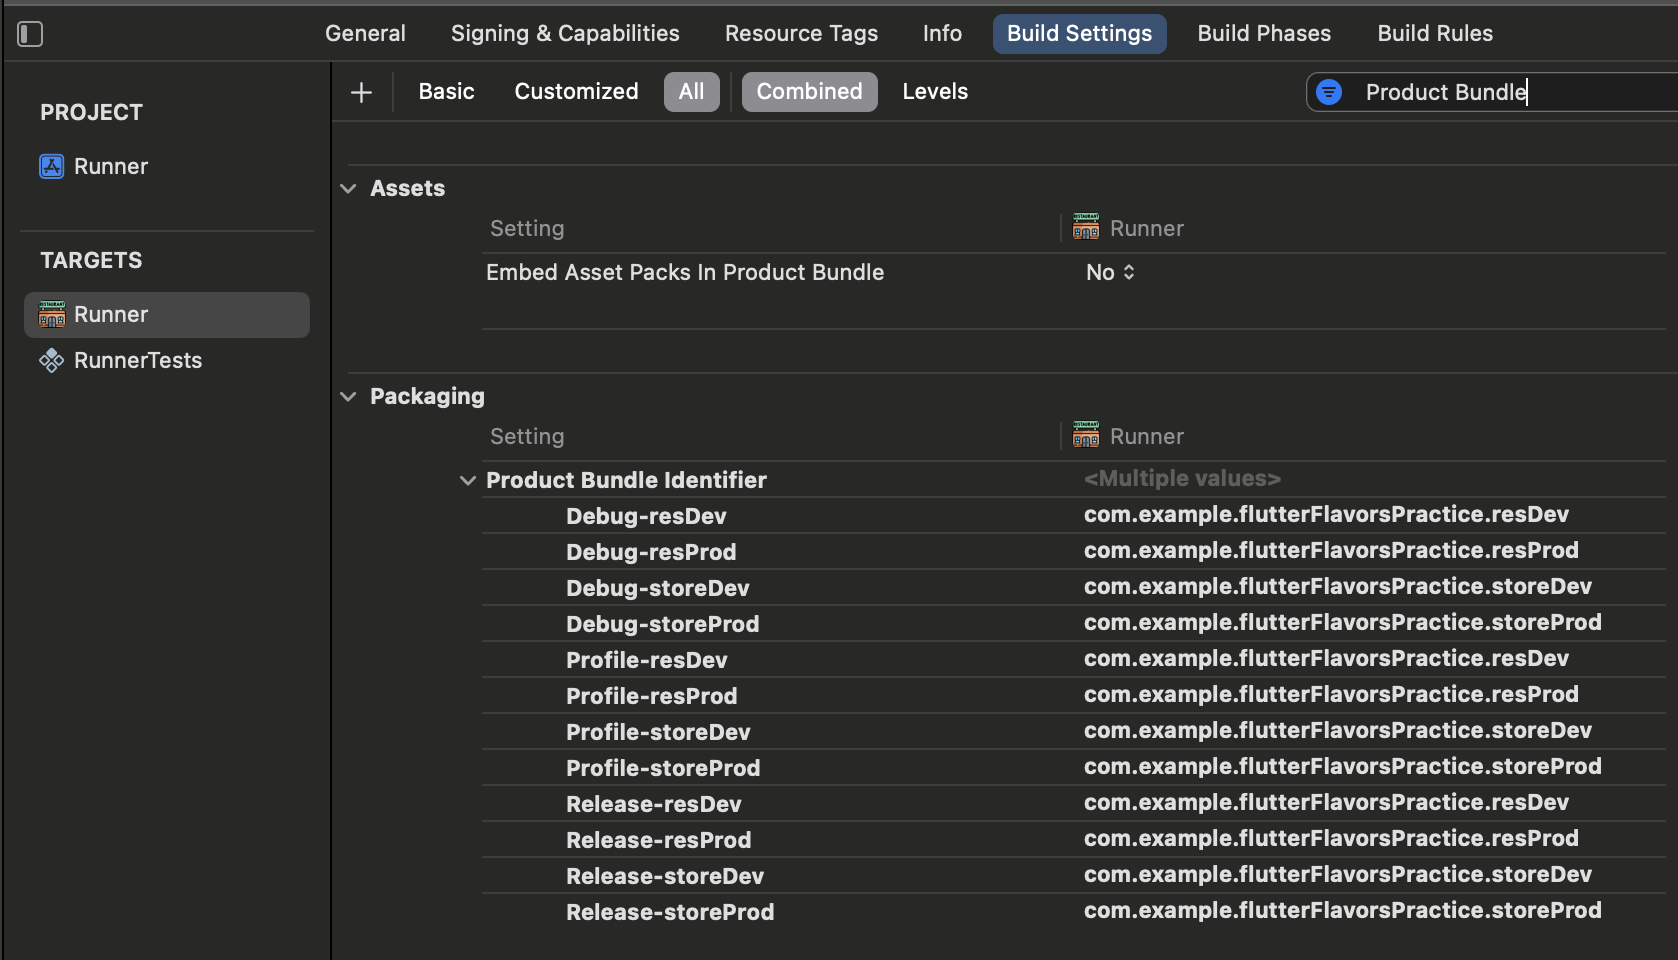 General Signing & Capabilities Resource Tags Info Build Settings Build Phases Build Rules
Basic Customized All Combined Levels Product Bundle
PROJECT
Runner
TARGETS
Runner
RunnerTests
Assets
Setting Runner
Embed Asset Packs In Product Bundle No
Packaging
Setting Runner
Product Bundle Identifier <Multiple values>
Debug-resDev com.example.flutterFlavorsPractice.resDev
Debug-resProd com.example.flutterFlavorsPractice.resProd
Debug-storeDev com.example.flutterFlavorsPractice.storeDev
Debug-storeProd com.example.flutterFlavorsPractice.storeProd
Profile-resDev com.example.flutterFlavorsPractice.resDev
Profile-resProd com.example.flutterFlavorsPractice.resProd
Profile-storeDev com.example.flutterFlavorsPractice.storeDev
Profile-storeProd com.example.flutterFlavorsPractice.storeProd
Release-resDev com.example.flutterFlavorsPractice.resDev
Release-resProd com.example.flutterFlavorsPractice.resProd
Release-storeDev com.example.flutterFlavorsPractice.storeDev
Release-storeProd com.example.flutterFlavorsPractice.storeProd